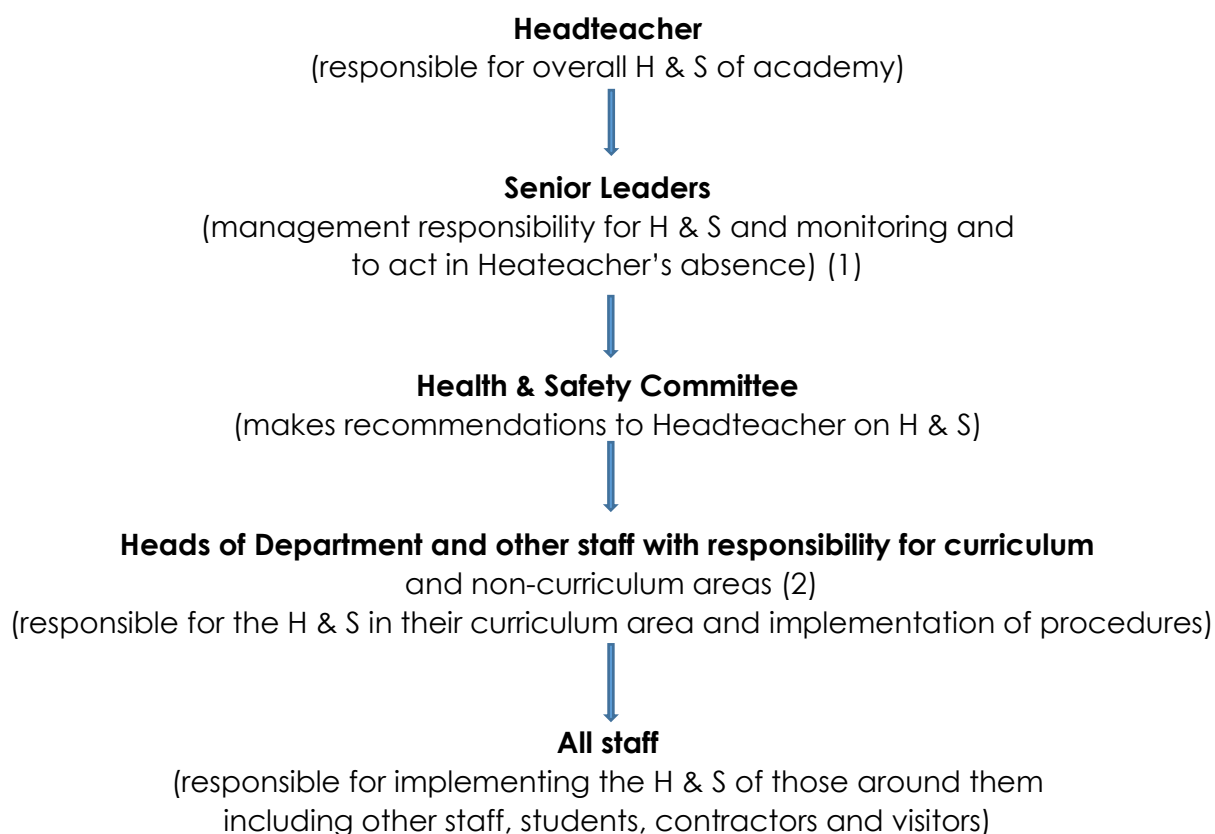 Headteacher
(responsible for overall H & S of academy)
Senior Leaders
(management responsibility for H & S and monitoring and
to act in Heateacher’s absence) (1)
Health & Safety Committee
(makes recommendations to Headteacher on H & S)
Heads of Department and other staff with responsibility for curriculum
and non-curriculum areas (2)
(responsible for the H & S in their curriculum area and implementation of procedures)
All staff
(responsible for implementing the H & S of those around them
including other staff, students, contractors and visitors)